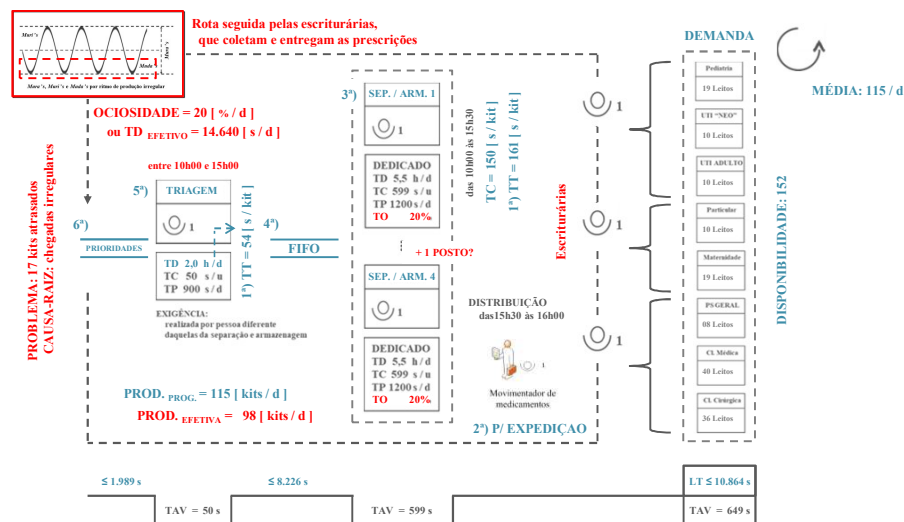 Muri's
Muda
Mura's
Mura's, Muri's e Muda's por ritmo de produção irregular
Rota seguida pelas escriturárias,
que coletam e entregam as prescrições
OCIOSIDADE = 20 [ % / d ]
ou TD EFETIVO = 14.640 [ s / d ]
entre 10h00 e 15h00
5ª)
TRIAGEM
1
TD 2,0 h / d
TC 50 s / u
TP 900 s / d
1ª) TT = 54 [ s / kit ]
EXIGÊNCIA:
realizada por pessoa diferente
daquelas da separação e armazenagem
6ª)
PRIORIDADES
4ª)
FIFO
PROBLEMA: 17 kits atrasados
CAUSA-RAIZ: chegadas irregulares
PROD. PROG. = 115 [ kits / d ]
PROD. EFETIVA = 98 [ kits / d ]
3ª)
SEP. / ARM. 1
1
DEDICADO
TD 5,5 h / d
TC 599 s / u
TP 1200 s / d
TO 20%
+ 1 POSTO?
SEP. / ARM. 4
1
DEDICADO
TD 5,5 h / d
TC 599 s / u
TP 1200 s / d
TO 20%
das 10h00 às 15h30
TC = 150 [ s / kit ]
1ª) TT = 161 [ s / kit ]
DISTRIBUIÇÃO
das15h30 às 16h00
1
Movimentador de
medicamentos
2ª) P/ EXPEDIÇAO
Escriturárias
1
1
1
DEMANDA
Pediatria
19 Leitos
UTI "NEO"
10 Leitos
UTI ADULTO
10 Leitos
Particular
10 Leitos
Maternidade
19 Leitos
PS GERAL
08 Leitos
Cl. Médica
40 Leitos
Cl. Cirúrgica
36 Leitos
DISPONIBILIDADE: 152
MÉDIA: 115 / d
≤ 1.989 s
TAV = 50 s
≤ 8.226 s
TAV = 599 s
LT ≤ 10.864 s
TAV = 649 s